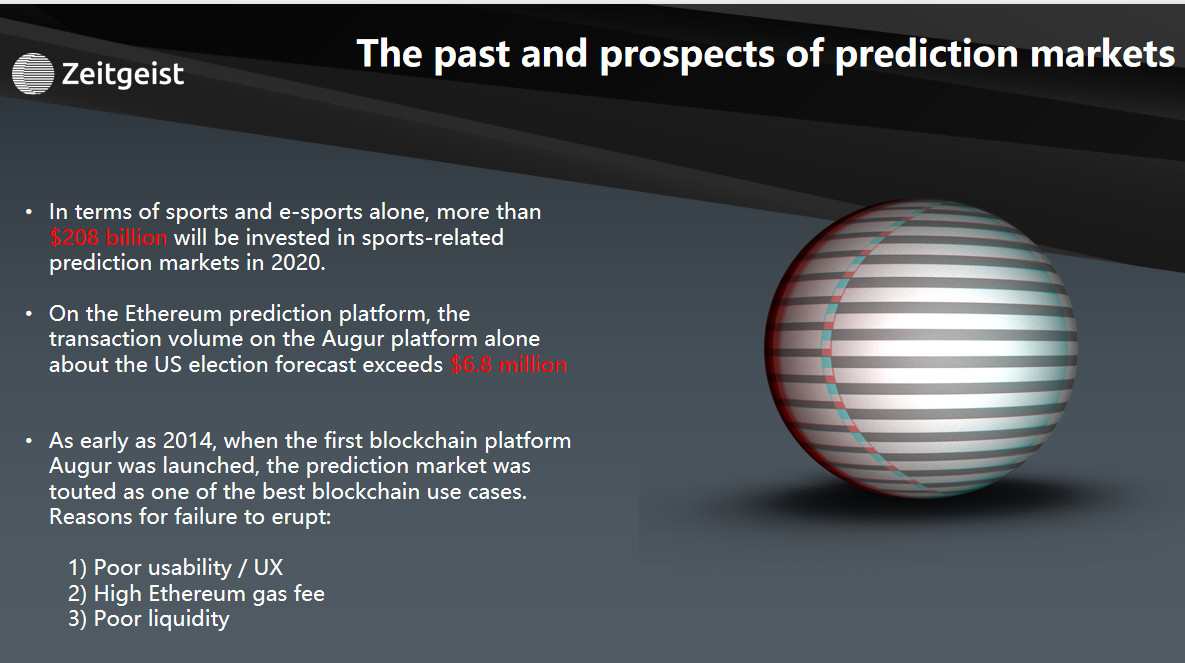 Zeitgeist
The past and prospects of prediction markets
• In terms of sports and e-sports alone, more than
$208 billion will be invested in sports-related
prediction markets in 2020.
• On the Ethereum prediction platform, the
transaction volume on the Augur platform alone
about the US election forecast exceeds $6.8 million
• As early as 2014, when the first blockchain platform
Augur was launched, the prediction market was
touted as one of the best blockchain use cases.
Reasons for failure to erupt:
1) Poor usability / UX
2) High Ethereum gas fee
3) Poor liquidity